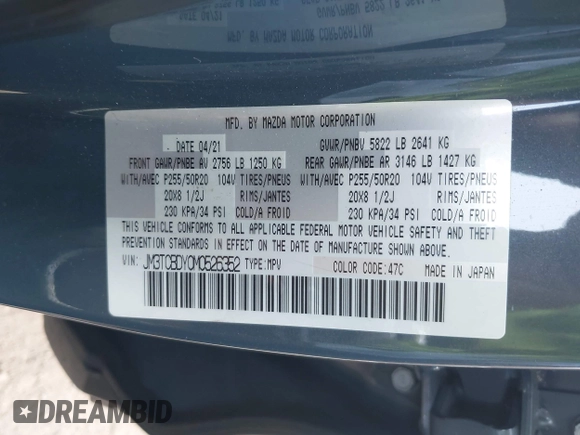 MFD. BY MAZDA MOTOR CORPORATION
DATE 04/21 GVWR/PNBV 5822 LB 2641 KG
FRONT GAWR/PNBE AV 2756 LB 1250 KG REAR GAWR/PNBE AR 3146 LB 1427 KG
WITH/AVEC P255/50R20 104V TIRES/PNEUS WITH/AVEC P255/50R20 104V TIRES/PNEUS
20X8 1/2J RIMS/JANTES 20X8 1/2J RIMS/JANTES
230 KPA/34 PSI COLD/A FROID 230 KPA/34 PSI COLD/A FROID
THIS VEHICLE CONFORMS TO ALL APPLICABLE FEDERAL MOTOR VEHICLE SAFETY, BUMPER, AND THEFT PREVENTION STANDARDS IN EFFECT
ON THE DATE OF MANUFACTURE SHOWN ABOVE.
VIN: JM3TCBDY0M0526352 TYPE:MPV COLOR CODE:47C MADE IN JAPAN
DREAMBID